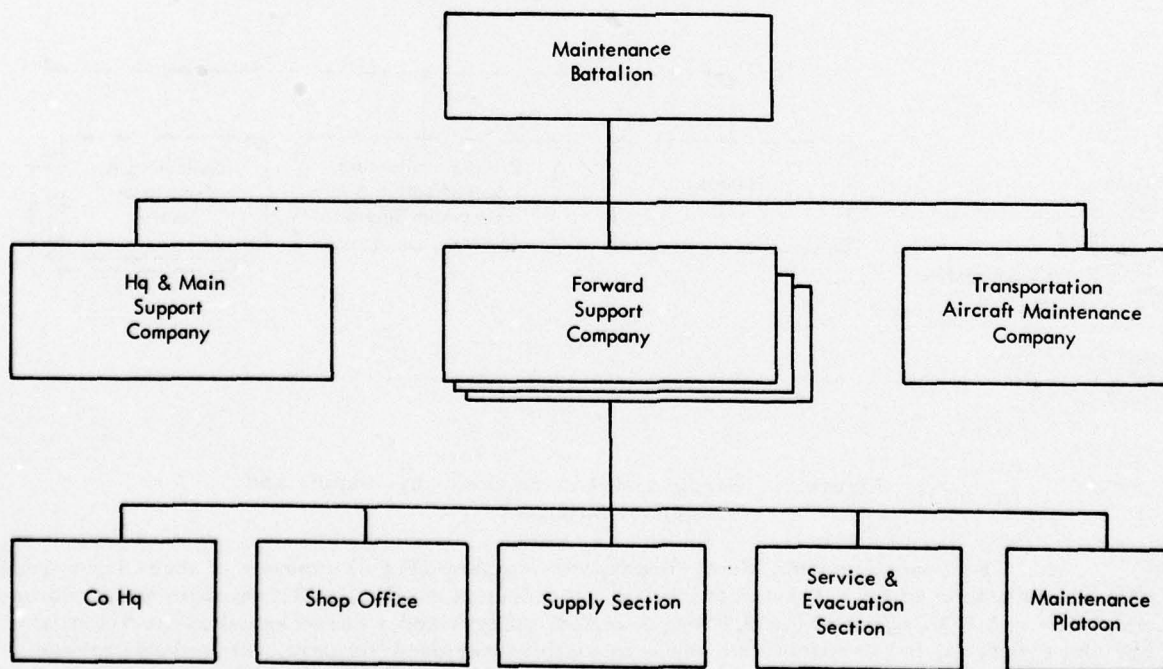 Maintenance
Battalion
Hq & Main
Support
Company
Forward
Support
Company
Transportation
Aircraft Maintenance
Company
Co Hq
Shop Office
Supply Section
Service &
Evacuation
Section
Maintenance
Platoon